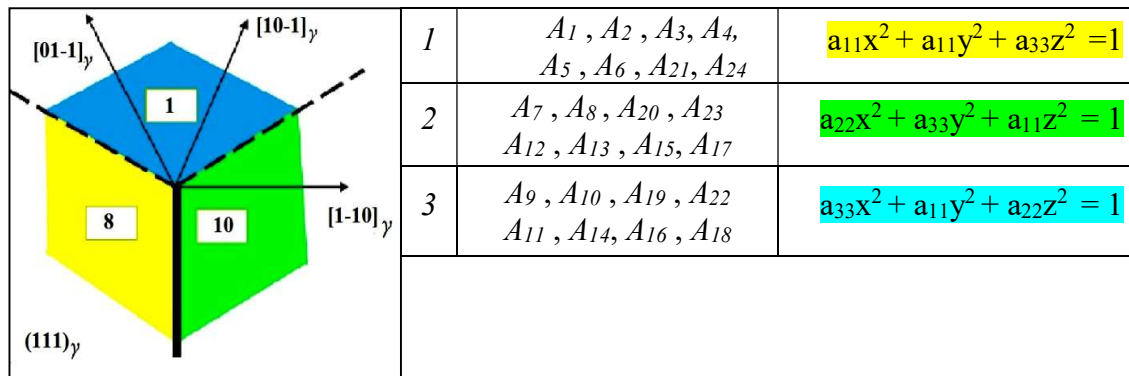 [01-1]γ
[10-1]γ
1
8
10
[1-10]γ
(111)γ
1 A1 , A2 , A3, A4, a11x2 + a11y2 + a33z2 =1
A5 , A6 , A21, A24
2 A7 , A8 , A20 , A23 a22x2 + a33y2 + a11z2 = 1
A12 , A13 , A15, A17
3 A9 , A10 , A19 , A22 a33x2 + a11y2 + a22z2 = 1
A11 , A14, A16 , A18